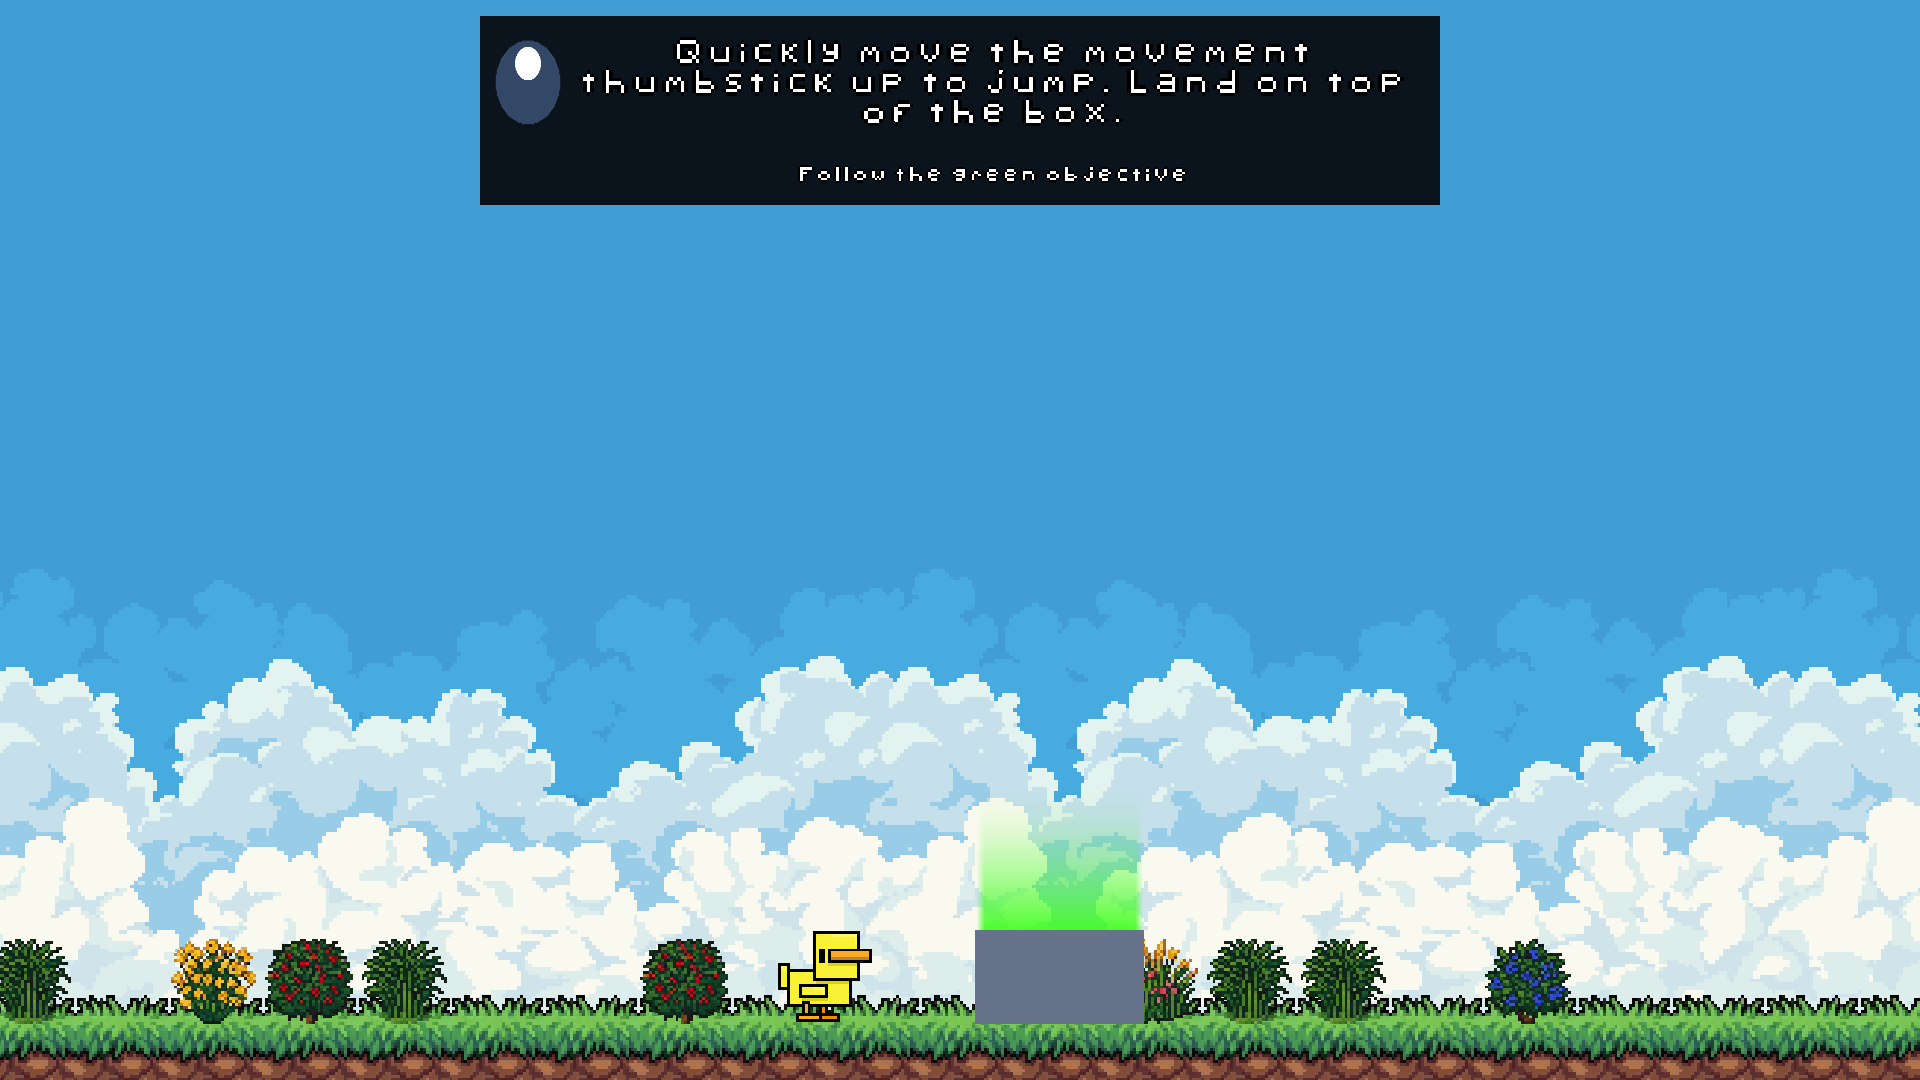 Quickly move the movement
thumbstick up to jump. Land on top
of the box.
Follow the green objective